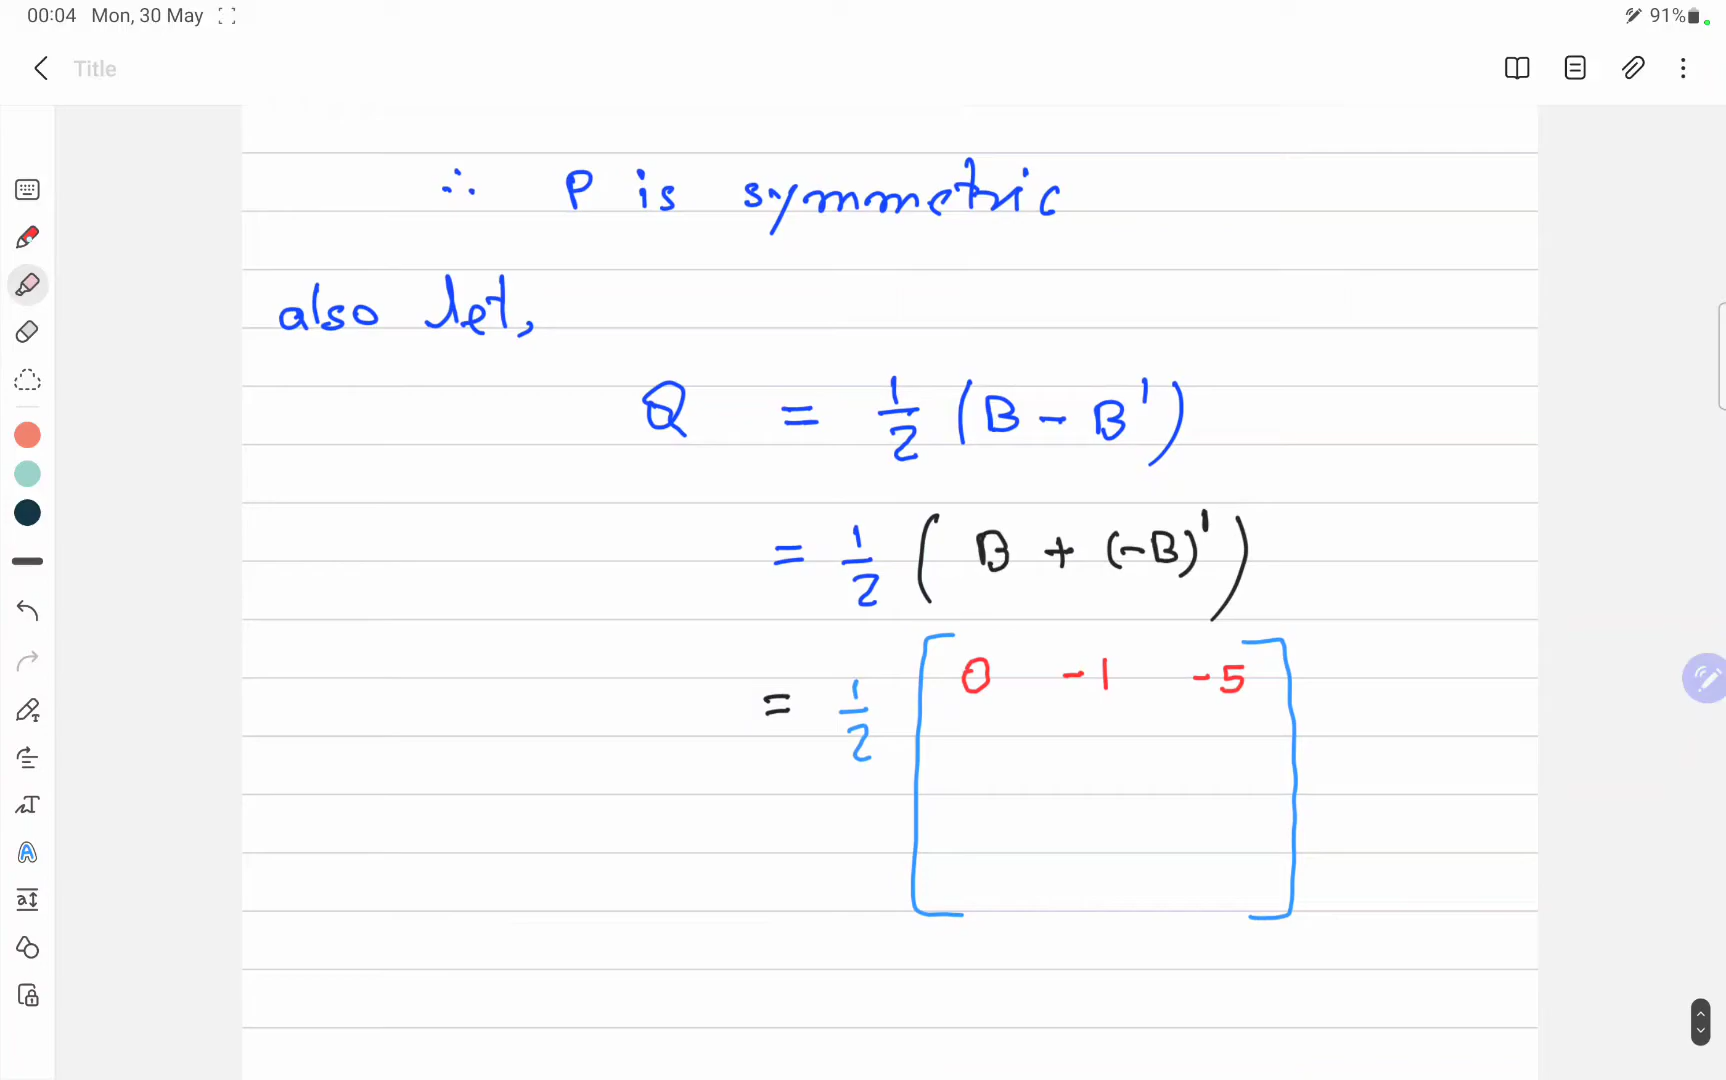 00:04 Mon, 30 May 91%
Title
∴ P is symmetric
also let,
Q = 1/2 (B - B')
= 1/2 (B + (-B)')
= 1/2 [0 -1 -5]